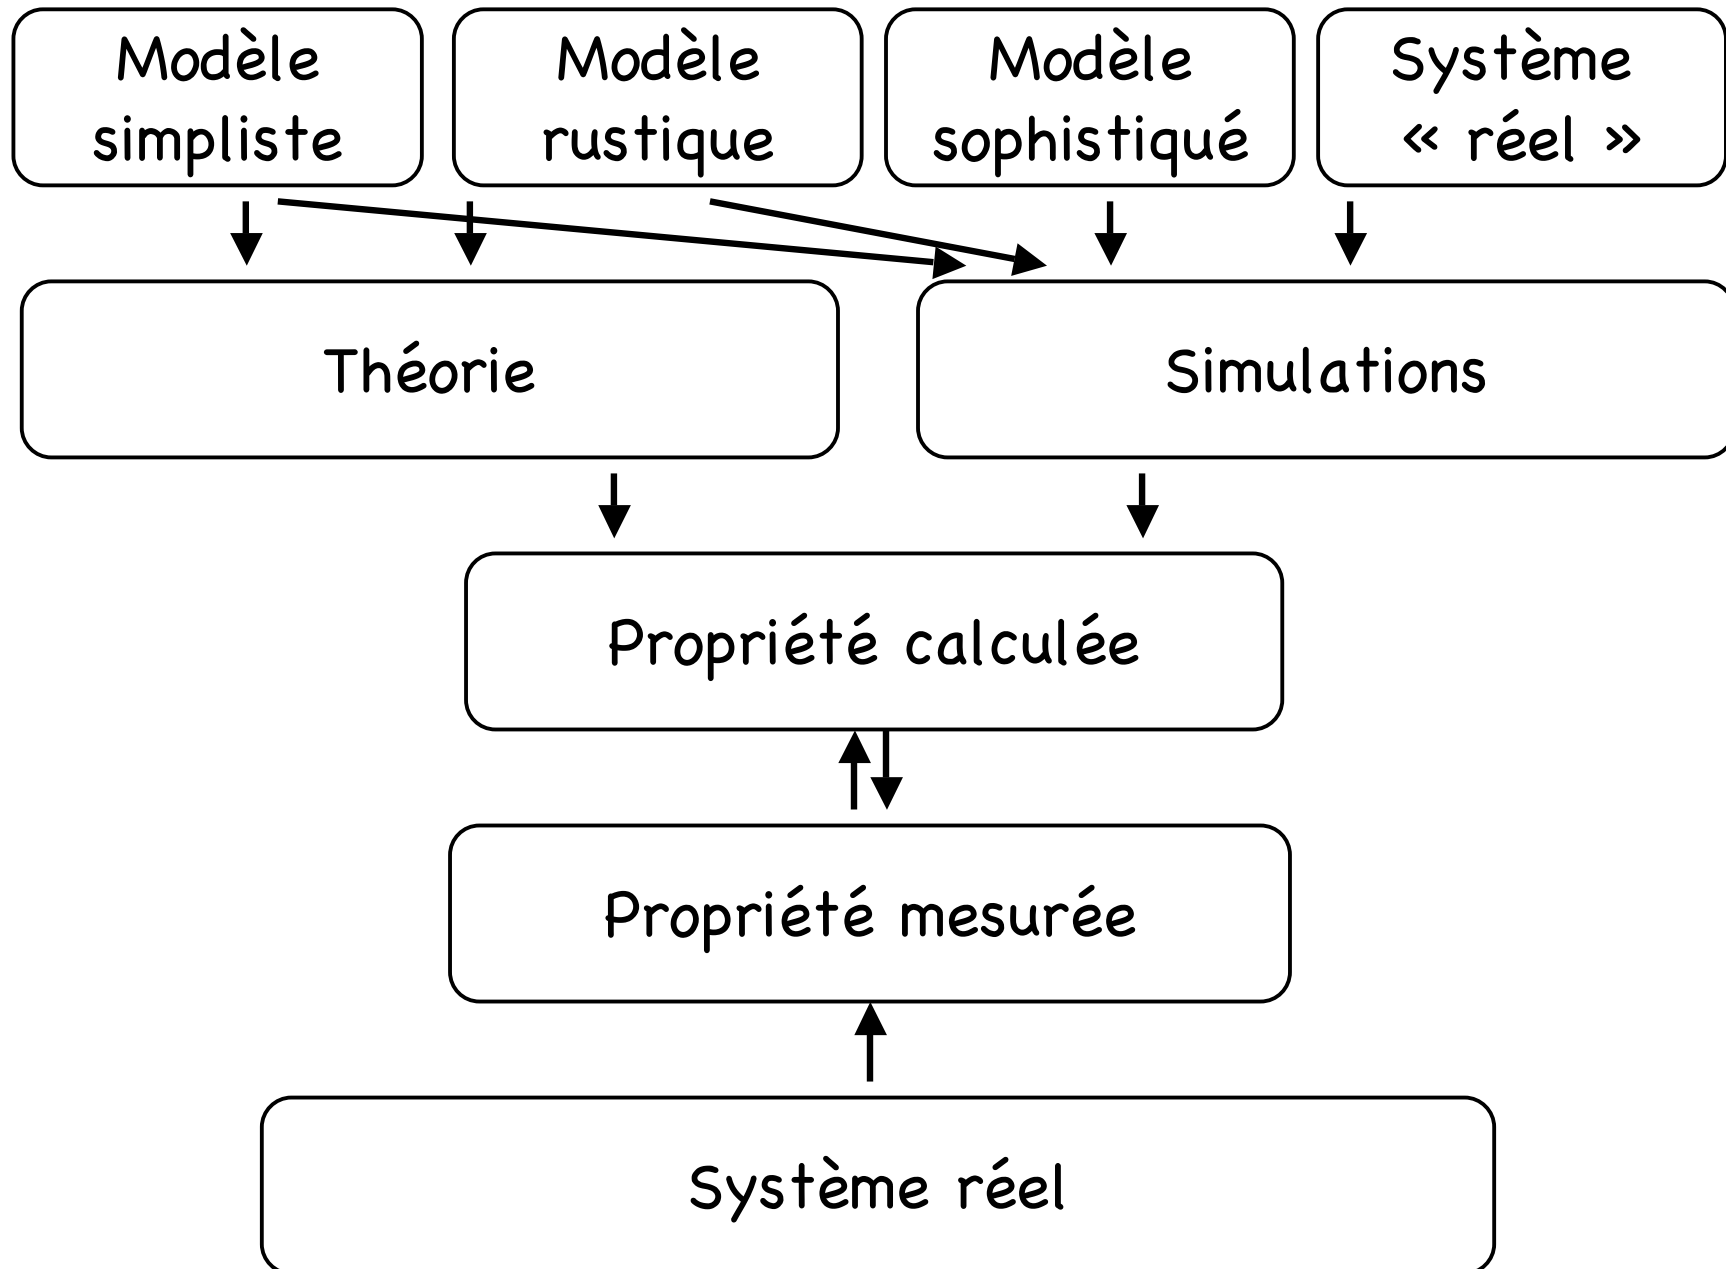 Modèle
simpliste
Modèle
rustique
Modèle
sophistiqué
Système
« réel »
Théorie
Simulations
Propriété calculée
Propriété mesurée
Système réel